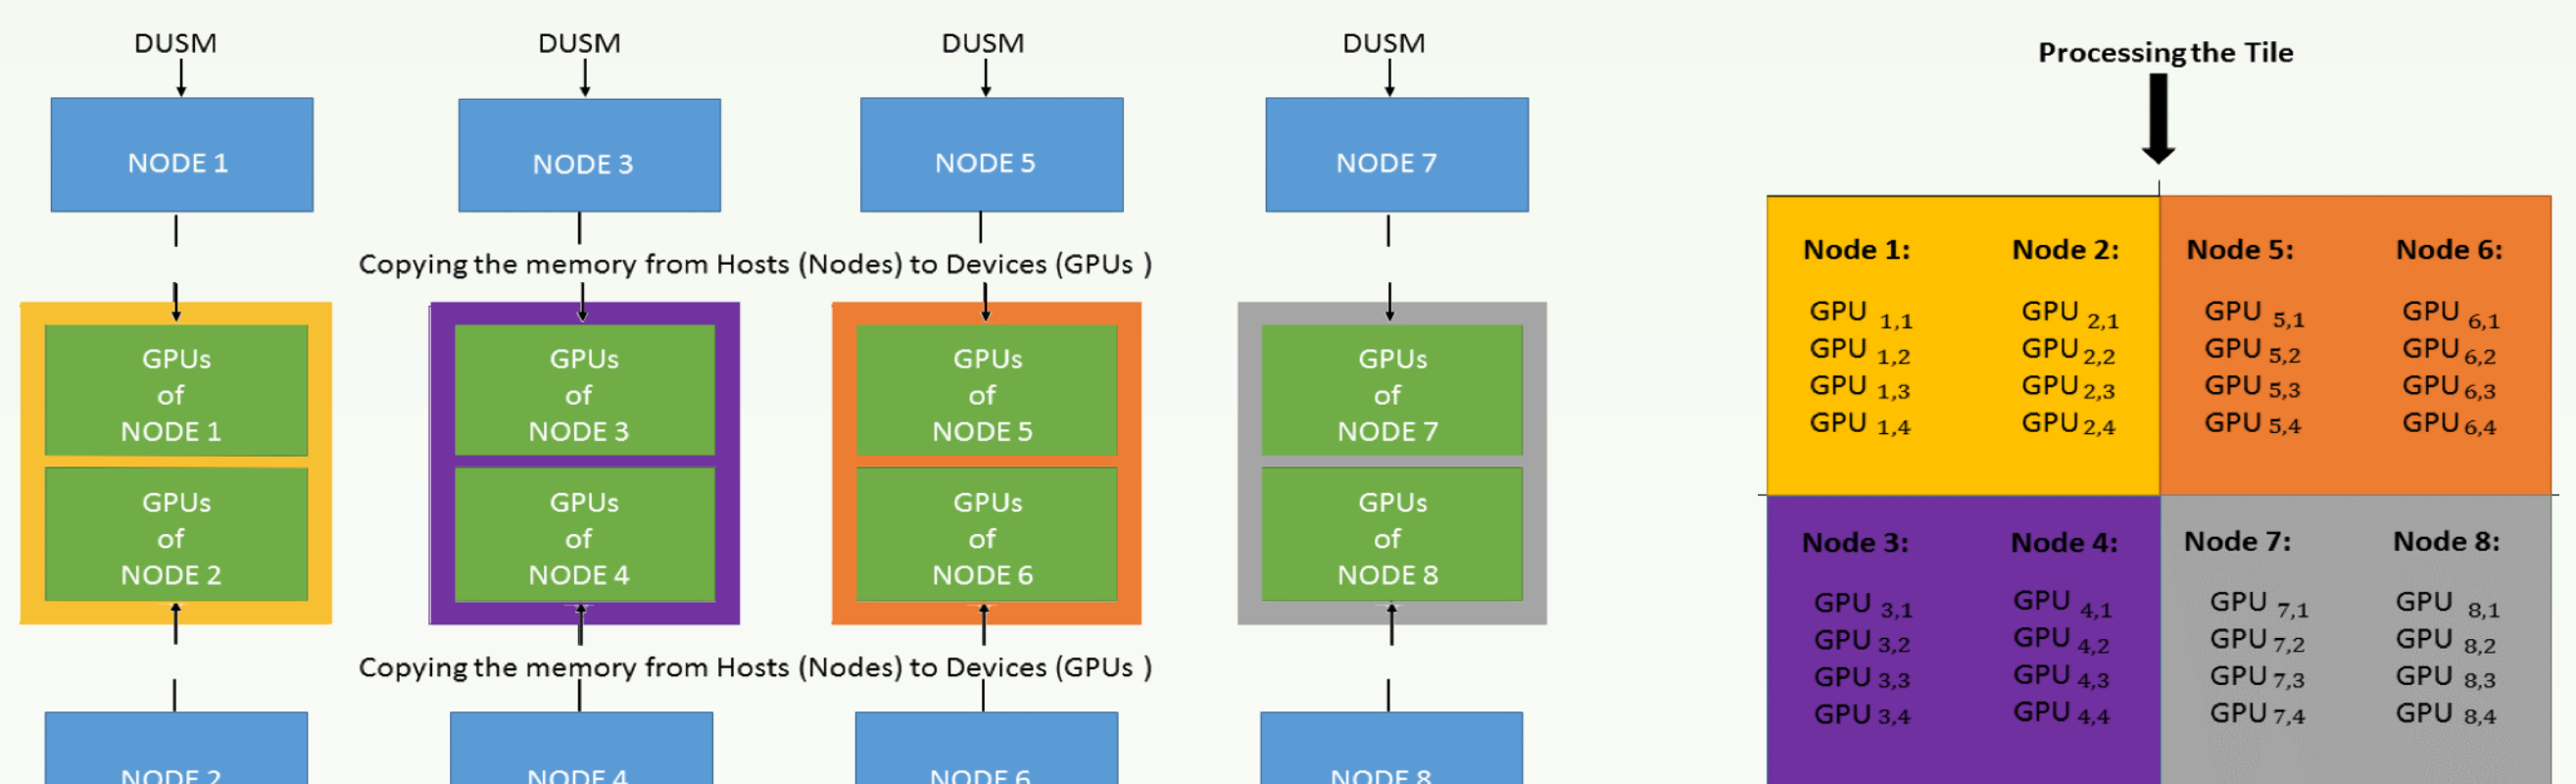 DUSM
DUSM
DUSM
DUSM
NODE 1
NODE 3
NODE 5
NODE 7
Copying the memory from Hosts (Nodes) to Devices (GPUs )
GPUs
of
NODE 1
GPUs
of
NODE 3
GPUs
of
NODE 5
GPUs
of
NODE 7
GPUs
of
NODE 2
GPUs
of
NODE 4
GPUs
of
NODE 6
GPUs
of
NODE 8
Copying the memory from Hosts (Nodes) to Devices (GPUs )
NODE 2
NODE 4
NODE 6
NODE 8
Processing the Tile
Node 1:
GPU 1,1
GPU 1,2
GPU 1,3
GPU 1,4
Node 2:
GPU 2,1
GPU 2,2
GPU 2,3
GPU 2,4
Node 5:
GPU 5,1
GPU 5,2
GPU 5,3
GPU 5,4
Node 6:
GPU 6,1
GPU 6,2
GPU 6,3
GPU 6,4
Node 3:
GPU 3,1
GPU 3,2
GPU 3,3
GPU 3,4
Node 4:
GPU 4,1
GPU 4,2
GPU 4,3
GPU 4,4
Node 7:
GPU 7,1
GPU 7,2
GPU 7,3
GPU 7,4
Node 8:
GPU 8,1
GPU 8,2
GPU 8,3
GPU 8,4